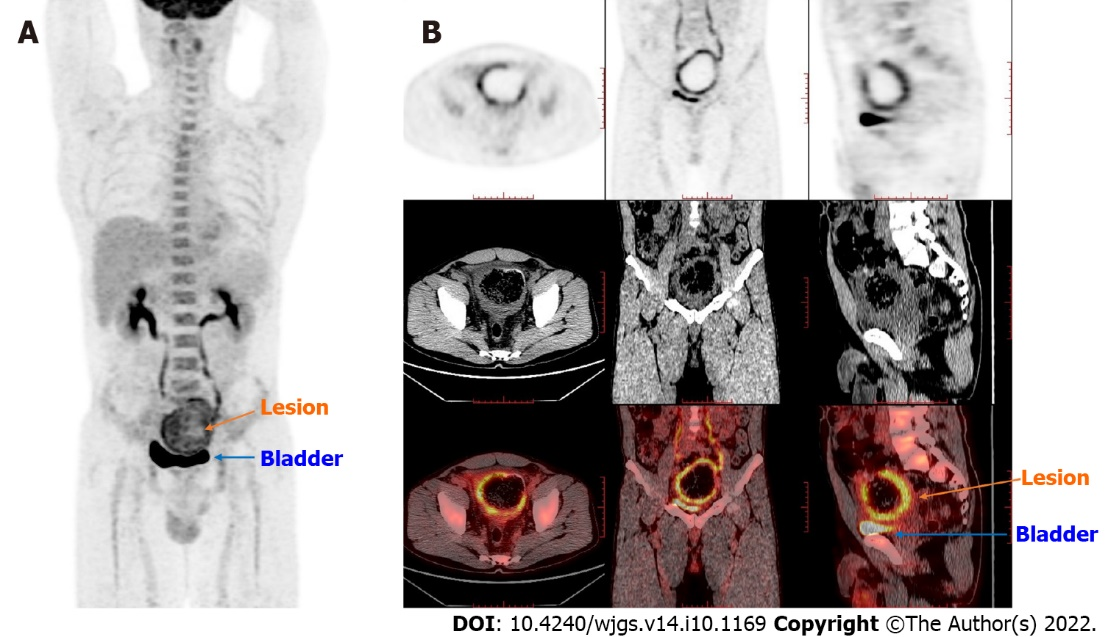 A
B
Lesion
Bladder
Lesion
Bladder
DOI: 10.4240/wjgs.v14.i10.1169 Copyright ©The Author(s) 2022.